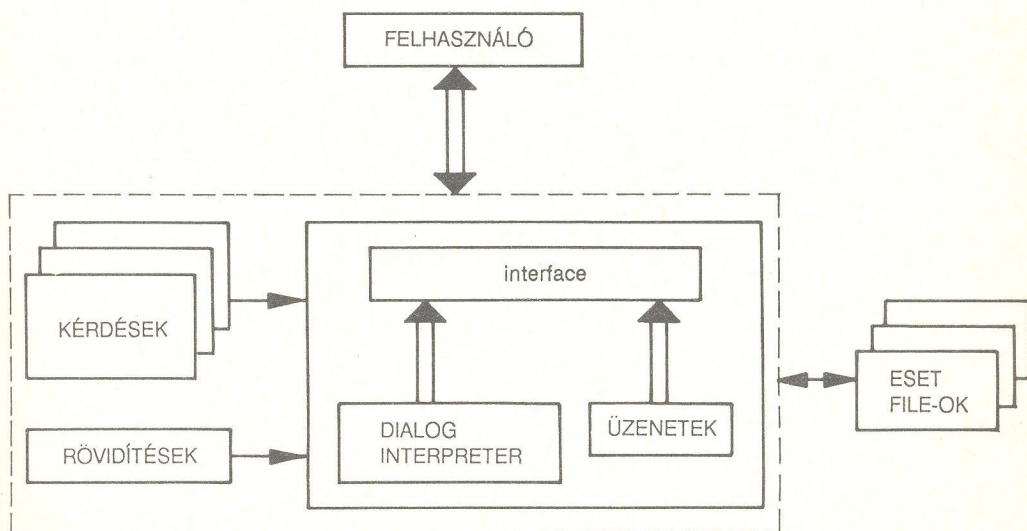 FELHASZNÁLÓ
interface
KÉRDÉSEK
ESET
FILE-OK
DIALOG
INTERPRETER
ÜZENETEK
RÖVIDÍTÉSEK